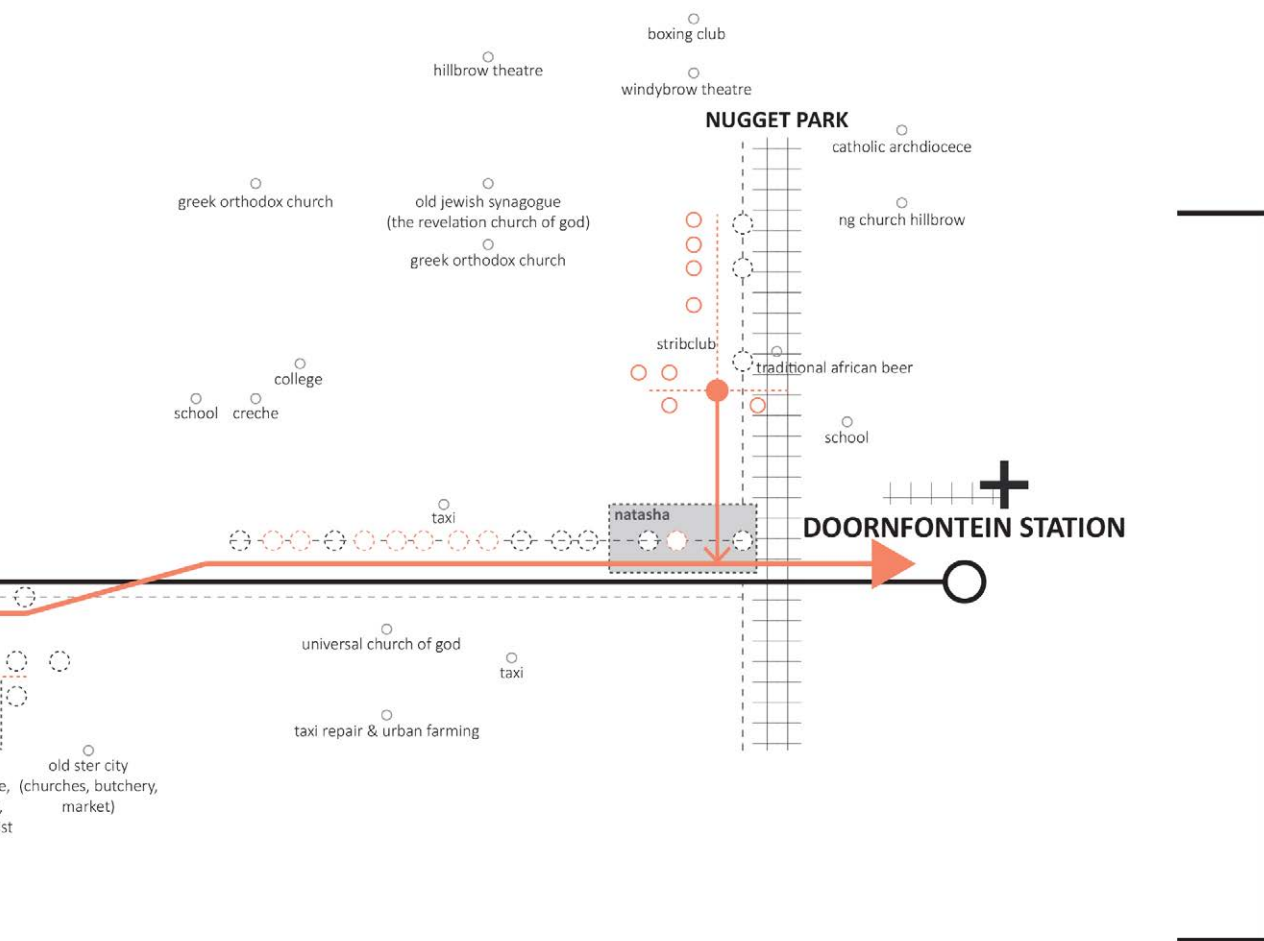 boxing club
hillbrow theatre
windybrow theatre
NUGGET PARK
catholic archdiocece
greek orthodox church
old jewish synagogue
(the revelation church of god)
ng church hillbrow
greek orthodox church
stribclub
traditional african beer
college
school
creche
school
natasha
taxi
DOORNFONTEIN STATION
universal church of god
taxi
taxi repair & urban farming
old ster city
(churches, butchery,
market)